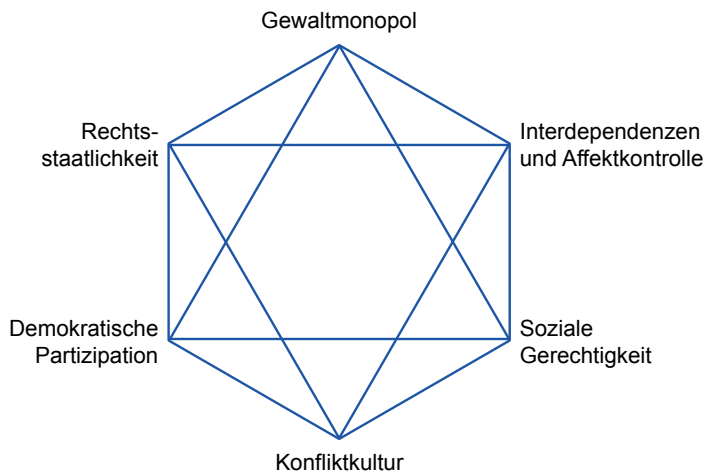 Gewaltmonopol
Rechts-
staatlichkeit
Interdependenzen
und Affektkontrolle
Demokratische
Partizipation
Soziale
Gerechtigkeit
Konfliktkultur